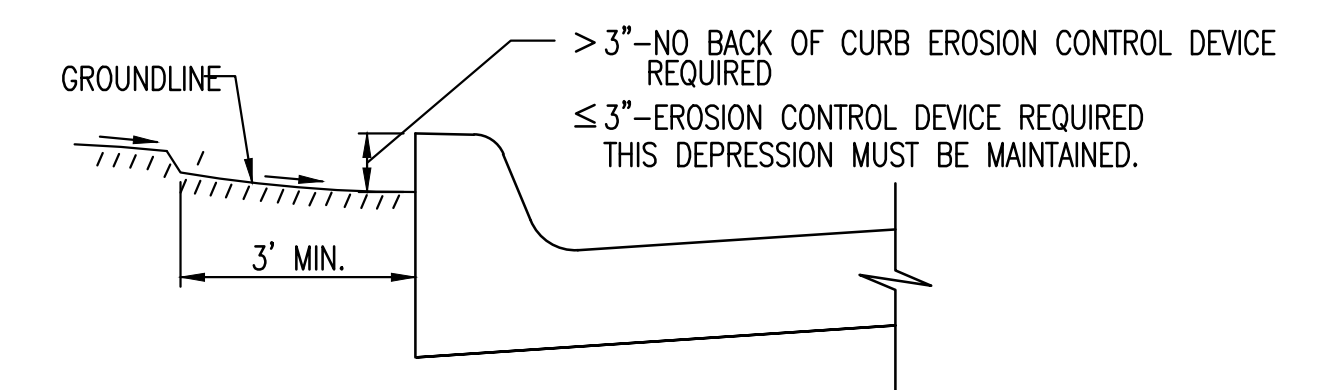 > 3"-NO BACK OF CURB EROSION CONTROL DEVICE
REQUIRED
GROUNDLINE
≤ 3"-EROSION CONTROL DEVICE REQUIRED
THIS DEPRESSION MUST BE MAINTAINED.
3' MIN.